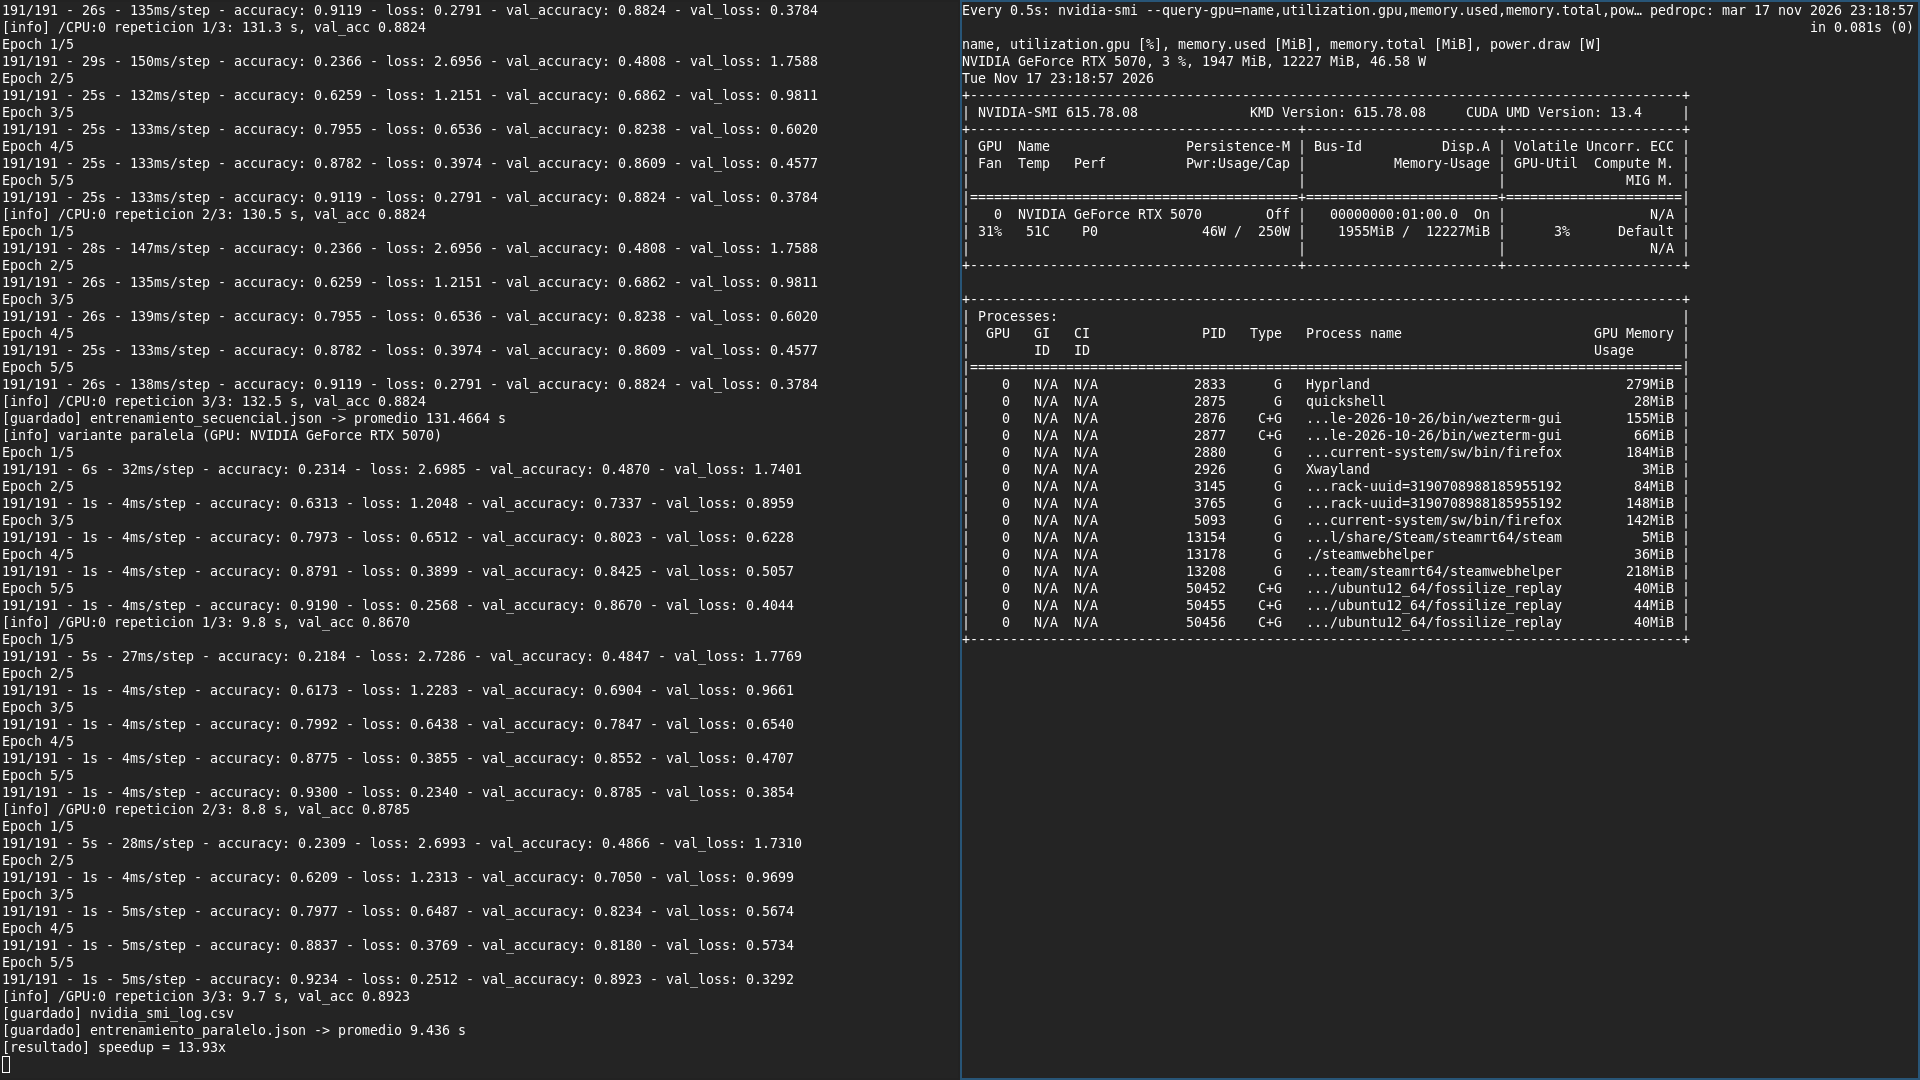 191/191 - 26s - 135ms/step - accuracy: 0.9119 - loss: 0.2791 - val_accuracy: 0.8824 - val_loss: 0.3784
[info] /CPU:0 repeticion 1/3: 131.3 s, val_acc 0.8824
Epoch 1/5
191/191 - 29s - 150ms/step - accuracy: 0.2366 - loss: 2.6956 - val_accuracy: 0.4808 - val_loss: 1.7588
Epoch 2/5
191/191 - 25s - 132ms/step - accuracy: 0.6259 - loss: 1.2151 - val_accuracy: 0.6862 - val_loss: 0.9811
Epoch 3/5
191/191 - 25s - 133ms/step - accuracy: 0.7955 - loss: 0.6536 - val_accuracy: 0.8238 - val_loss: 0.6020
Epoch 4/5
191/191 - 25s - 133ms/step - accuracy: 0.8782 - loss: 0.3974 - val_accuracy: 0.8609 - val_loss: 0.4577
Epoch 5/5
191/191 - 25s - 133ms/step - accuracy: 0.9119 - loss: 0.2791 - val_accuracy: 0.8824 - val_loss: 0.3784
[info] /CPU:0 repeticion 2/3: 130.5 s, val_acc 0.8824
Epoch 1/5
191/191 - 28s - 147ms/step - accuracy: 0.2366 - loss: 2.6956 - val_accuracy: 0.4808 - val_loss: 1.7588
Epoch 2/5
191/191 - 26s - 135ms/step - accuracy: 0.6259 - loss: 1.2151 - val_accuracy: 0.6862 - val_loss: 0.9811
Epoch 3/5
191/191 - 26s - 139ms/step - accuracy: 0.7955 - loss: 0.6536 - val_accuracy: 0.8238 - val_loss: 0.6020
Epoch 4/5
191/191 - 25s - 133ms/step - accuracy: 0.8782 - loss: 0.3974 - val_accuracy: 0.8609 - val_loss: 0.4577
Epoch 5/5
191/191 - 26s - 138ms/step - accuracy: 0.9119 - loss: 0.2791 - val_accuracy: 0.8824 - val_loss: 0.3784
[info] /CPU:0 repeticion 3/3: 132.5 s, val_acc 0.8824
[guardado] entrenamiento_secuencial.json -> promedio 131.4664 s
[info] variante paralela (GPU: NVIDIA GeForce RTX 5070)
Epoch 1/5
191/191 - 6s - 32ms/step - accuracy: 0.2314 - loss: 2.6985 - val_accuracy: 0.4870 - val_loss: 1.7401
Epoch 2/5
191/191 - 1s - 4ms/step - accuracy: 0.6313 - loss: 1.2048 - val_accuracy: 0.7337 - val_loss: 0.8959
Epoch 3/5
191/191 - 1s - 4ms/step - accuracy: 0.7973 - loss: 0.6512 - val_accuracy: 0.8023 - val_loss: 0.6228
Epoch 4/5
191/191 - 1s - 4ms/step - accuracy: 0.8791 - loss: 0.3899 - val_accuracy: 0.8425 - val_loss: 0.5057
Epoch 5/5
191/191 - 1s - 4ms/step - accuracy: 0.9190 - loss: 0.2568 - val_accuracy: 0.8670 - val_loss: 0.4044
[info] /GPU:0 repeticion 1/3: 9.8 s, val_acc 0.8670
Epoch 1/5
191/191 - 5s - 27ms/step - accuracy: 0.2184 - loss: 2.7286 - val_accuracy: 0.4847 - val_loss: 1.7769
Epoch 2/5
191/191 - 1s - 4ms/step - accuracy: 0.6173 - loss: 1.2283 - val_accuracy: 0.6904 - val_loss: 0.9661
Epoch 3/5
191/191 - 1s - 4ms/step - accuracy: 0.7992 - loss: 0.6438 - val_accuracy: 0.7847 - val_loss: 0.6540
Epoch 4/5
191/191 - 1s - 4ms/step - accuracy: 0.8775 - loss: 0.3855 - val_accuracy: 0.8552 - val_loss: 0.4707
Epoch 5/5
191/191 - 1s - 4ms/step - accuracy: 0.9300 - loss: 0.2340 - val_accuracy: 0.8785 - val_loss: 0.3854
[info] /GPU:0 repeticion 2/3: 8.8 s, val_acc 0.8785
Epoch 1/5
191/191 - 5s - 28ms/step - accuracy: 0.2309 - loss: 2.6993 - val_accuracy: 0.4866 - val_loss: 1.7310
Epoch 2/5
191/191 - 1s - 4ms/step - accuracy: 0.6209 - loss: 1.2313 - val_accuracy: 0.7050 - val_loss: 0.9699
Epoch 3/5
191/191 - 1s - 5ms/step - accuracy: 0.7977 - loss: 0.6487 - val_accuracy: 0.8234 - val_loss: 0.5674
Epoch 4/5
191/191 - 1s - 5ms/step - accuracy: 0.8837 - loss: 0.3769 - val_accuracy: 0.8180 - val_loss: 0.5734
Epoch 5/5
191/191 - 1s - 5ms/step - accuracy: 0.9234 - loss: 0.2512 - val_accuracy: 0.8923 - val_loss: 0.3292
[info] /GPU:0 repeticion 3/3: 9.7 s, val_acc 0.8923
[guardado] nvidia_smi_log.csv
[guardado] entrenamiento_paralelo.json -> promedio 9.436 s
[resultado] speedup = 13.93x
Every 0.5s: nvidia-smi --query-gpu=name,utilization.gpu,memory.used,memory.total,pow… pedropc: mar 17 nov 2026 23:18:57
in 0.081s (0)
name, utilization.gpu [%], memory.used [MiB], memory.total [MiB], power.draw [W]
NVIDIA GeForce RTX 5070, 3 %, 1947 MiB, 12227 MiB, 46.58 W
Tue Nov 17 23:18:57 2026
+-----------------------------------------------------------------------------------------+
| NVIDIA-SMI 615.78.08              KMD Version: 615.78.08     CUDA UMD Version: 13.4     |
+-----------------------------------------+------------------------+----------------------+
| GPU  Name                 Persistence-M | Bus-Id          Disp.A | Volatile Uncorr. ECC |
| Fan  Temp   Perf          Pwr:Usage/Cap |           Memory-Usage | GPU-Util  Compute M. |
|                                         |                        |               MIG M. |
|=========================================+========================+======================|
|   0  NVIDIA GeForce RTX 5070        Off |   00000000:01:00.0  On |                  N/A |
| 31%   51C    P0             46W /  250W |    1955MiB /  12227MiB |      3%      Default |
|                                         |                        |                  N/A |
+-----------------------------------------+------------------------+----------------------+
+-----------------------------------------------------------------------------------------+
| Processes:                                                                              |
|  GPU   GI   CI              PID   Type   Process name                        GPU Memory |
|        ID   ID                                                               Usage      |
|=========================================================================================|
|    0   N/A  N/A            2833      G   Hyprland                                279MiB |
|    0   N/A  N/A            2875      G   quickshell                               28MiB |
|    0   N/A  N/A            2876    C+G   ...le-2026-10-26/bin/wezterm-gui        155MiB |
|    0   N/A  N/A            2877    C+G   ...le-2026-10-26/bin/wezterm-gui         66MiB |
|    0   N/A  N/A            2880      G   ...current-system/sw/bin/firefox        184MiB |
|    0   N/A  N/A            2926      G   Xwayland                                  3MiB |
|    0   N/A  N/A            3145      G   ...rack-uuid=3190708988185955192         84MiB |
|    0   N/A  N/A            3765      G   ...rack-uuid=3190708988185955192        148MiB |
|    0   N/A  N/A            5093      G   ...current-system/sw/bin/firefox        142MiB |
|    0   N/A  N/A           13154      G   ...l/share/Steam/steamrt64/steam          5MiB |
|    0   N/A  N/A           13178      G   ./steamwebhelper                         36MiB |
|    0   N/A  N/A           13208      G   ...team/steamrt64/steamwebhelper        218MiB |
|    0   N/A  N/A           50452    C+G   .../ubuntu12_64/fossilize_replay         40MiB |
|    0   N/A  N/A           50455    C+G   .../ubuntu12_64/fossilize_replay         44MiB |
|    0   N/A  N/A           50456    C+G   .../ubuntu12_64/fossilize_replay         40MiB |
+-----------------------------------------------------------------------------------------+